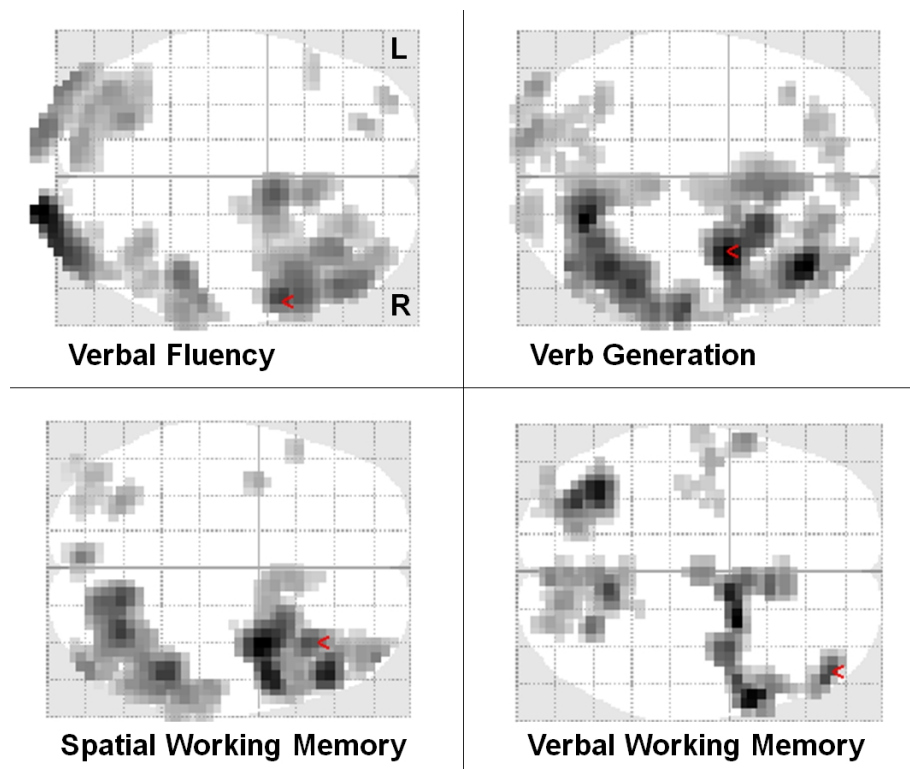 L
R
Verbal Fluency
Verb Generation
Spatial Working Memory
Verbal Working Memory